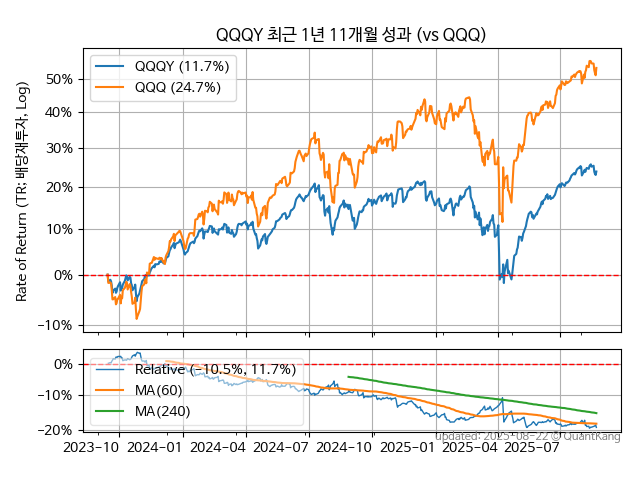 QQQY 최근 1년 11개월 성과 (vs QQQ)
QQQY (11.7%)
QQQ (24.7%)
Rate of Return (TR: 배당재투자, Log)
50%
40%
30%
20%
10%
0%
−10%
Relative (−10.5%, 11.7%)
MA(60)
MA(240)
0%
−10%
−20%
2023-10 2024-01 2024-04 2024-07 2024-10 2025-01 2025-04 2025-07
updated: 2025-08-22 © QuantKang